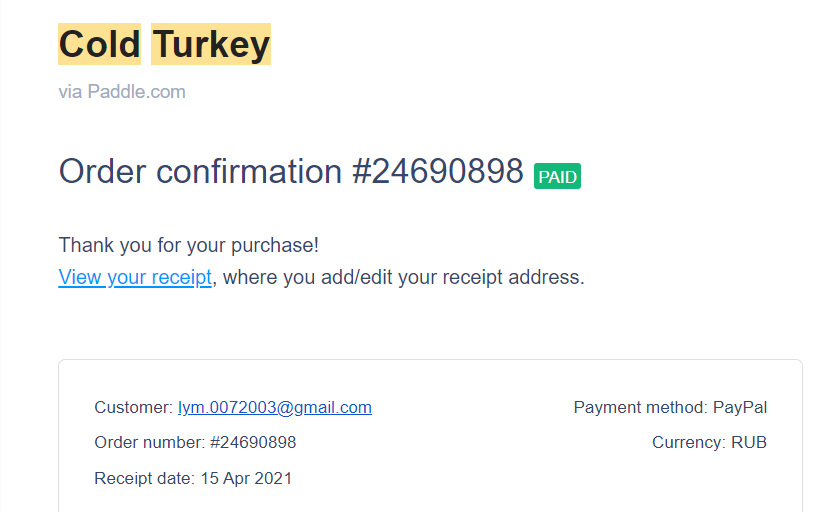 Cold Turkey
via Paddle.com
Order confirmation #24690898 PAID
Thank you for your purchase!
View your receipt, where you add/edit your receipt address.
Customer: lym.0072003@gmail.com Payment method: PayPal
Order number: #24690898 Currency: RUB
Receipt date: 15 Apr 2021